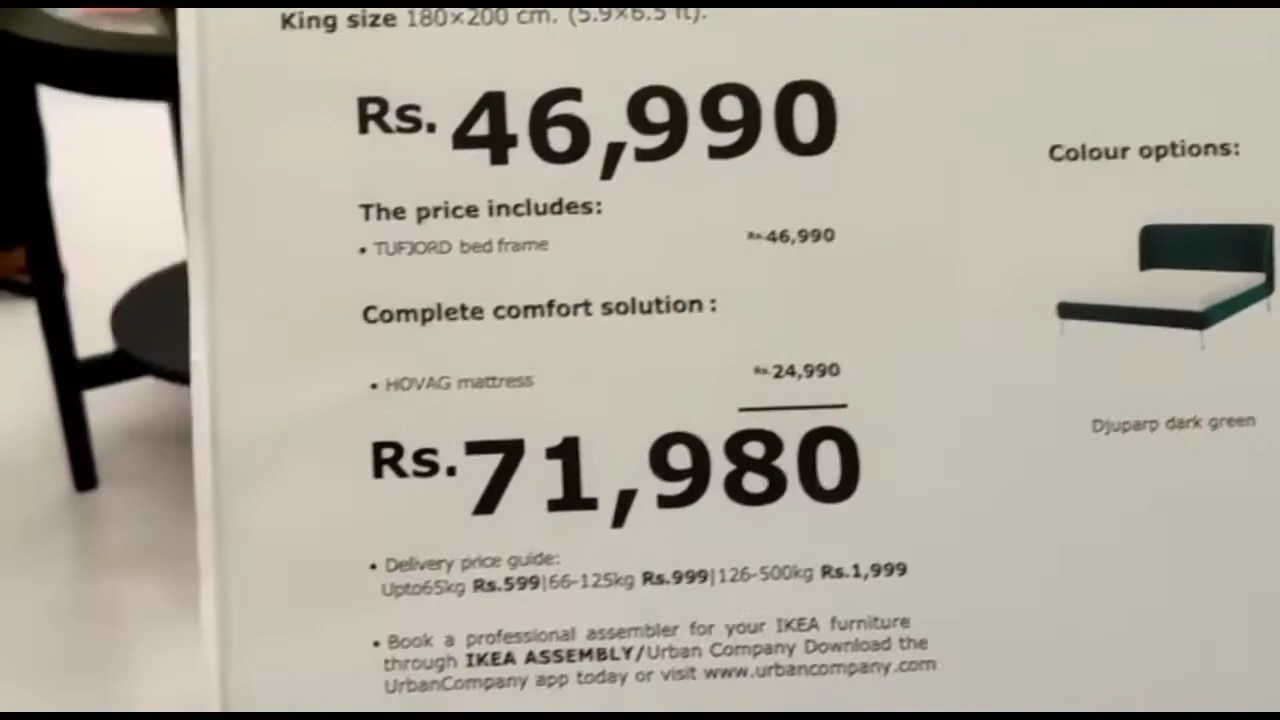 King size 180×200 cm. (5.9×6.5 ft).
Rs. 46,990
Colour options:
The price includes:
• TUFJORD bed frame Rs.46,990
Complete comfort solution :
• HOVAG mattress Rs.24,990
Rs.71,980
Djuparp dark green
• Delivery price guide:
Upto65kg Rs.599|66-125kg Rs.999|126-500kg Rs.1,999
• Book a professional assembler for your IKEA furniture
through IKEA ASSEMBLY/Urban Company Download the
UrbanCompany app today or visit www.urbancompany.com